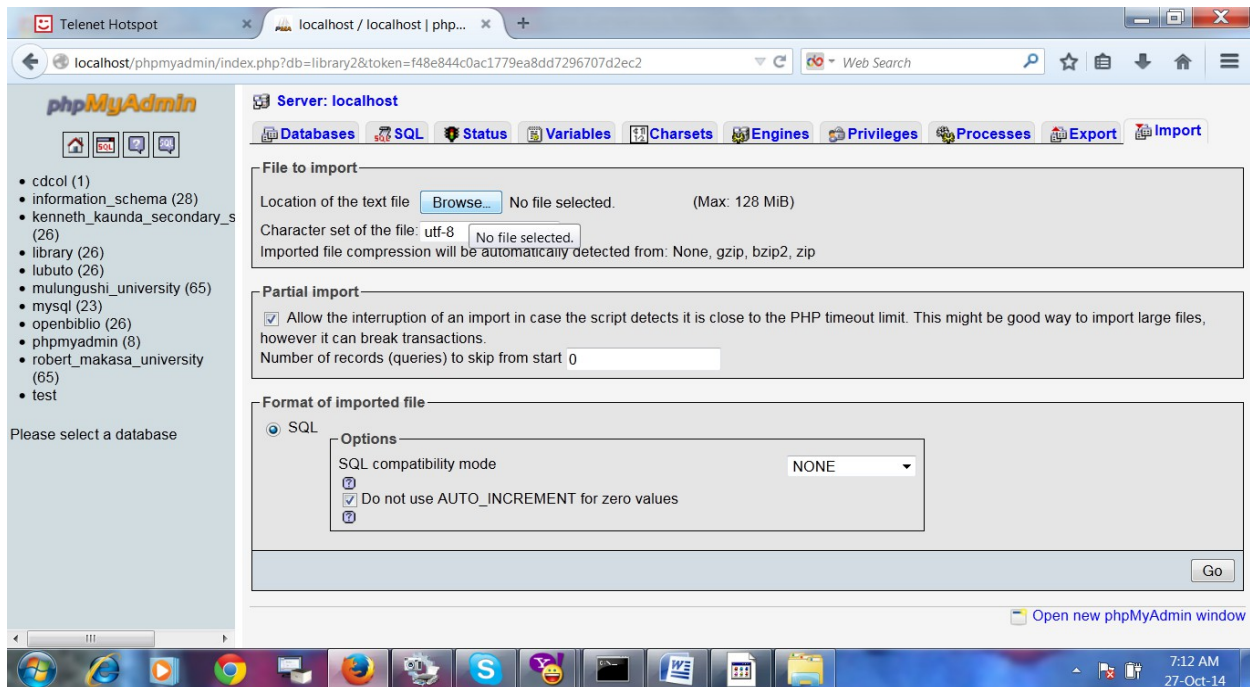 Telenet Hotspot
localhost / localhost | php...
localhost/phpmyadmin/index.php?db=library2&token=f48e844c0ac1779ea8dd7296707d2ec2
Web Search
phpMyAdmin
SQL
cdcol (1)
information_schema (28)
kenneth_kaunda_secondary_s
(26)
library (26)
lubuto (26)
mulungushi_university (65)
mysql (23)
openbiblio (26)
phpmyadmin (8)
robert_makasa_university
(65)
test
Please select a database
Server: localhost
Databases SQL Status Variables Charsets Engines Privileges Processes Export Import
File to import
Location of the text file Browse... No file selected. (Max: 128 MiB)
Character set of the file: utf-8
No file selected.
Imported file compression will be automatically detected from: None, gzip, bzip2, zip
Partial import
Allow the interruption of an import in case the script detects it is close to the PHP timeout limit. This might be good way to import large files,
however it can break transactions.
Number of records (queries) to skip from start 0
Format of imported file
SQL
Options
SQL compatibility mode NONE
Do not use AUTO_INCREMENT for zero values
Go
Open new phpMyAdmin window
7:12 AM
27-Oct-14